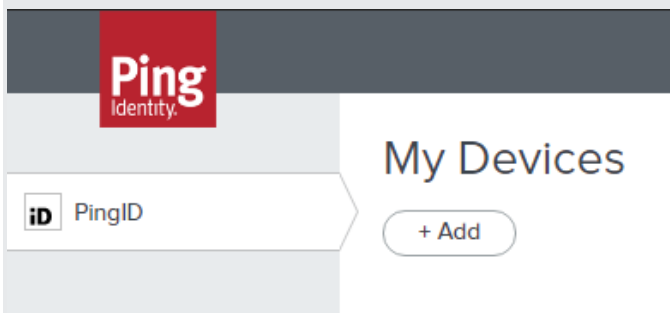 Ping
Identity.
My Devices
iD PingID
+ Add